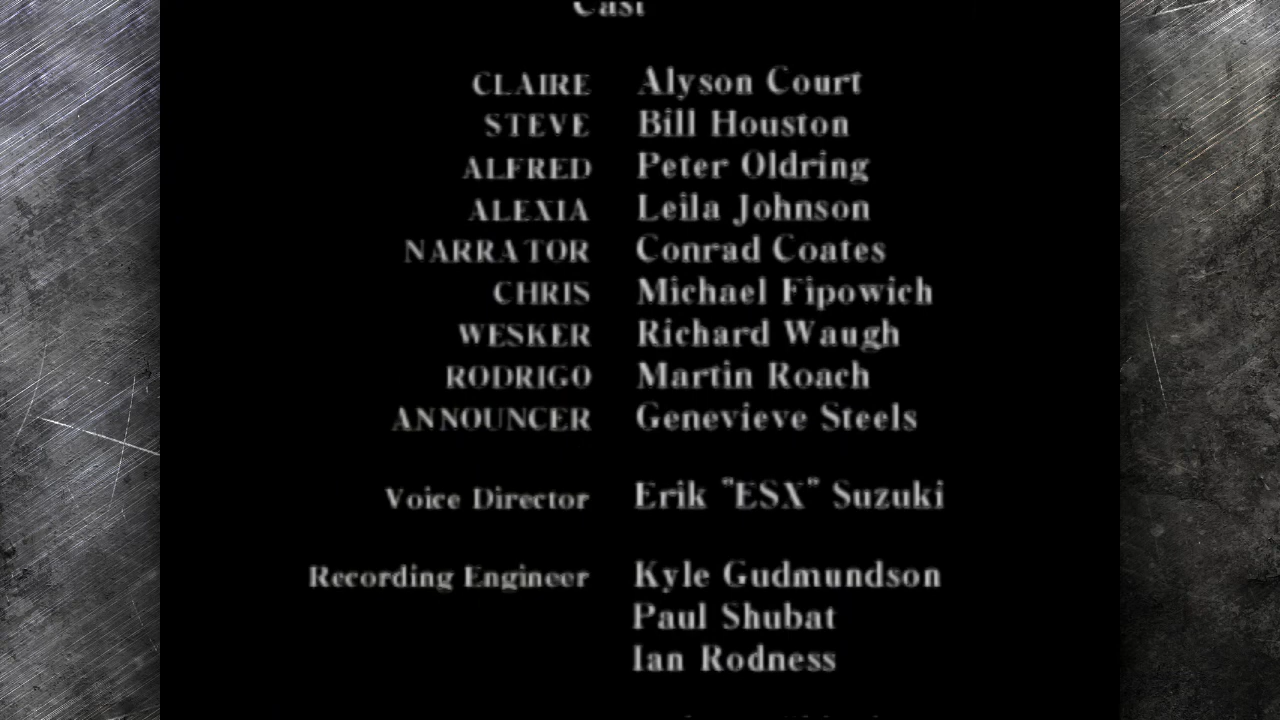 Cast
CLAIRE Alyson Court
STEVE Bill Houston
ALFRED Peter Oldring
ALEXIA Leila Johnson
NARRATOR Conrad Coates
CHRIS Michael Fipowich
WESKER Richard Waugh
RODRIGO Martin Roach
ANNOUNCER Genevieve Steels
Voice Director Erik "ESX" Suzuki
Recording Engineer Kyle Gudmundson
Paul Shubat
Ian Rodness